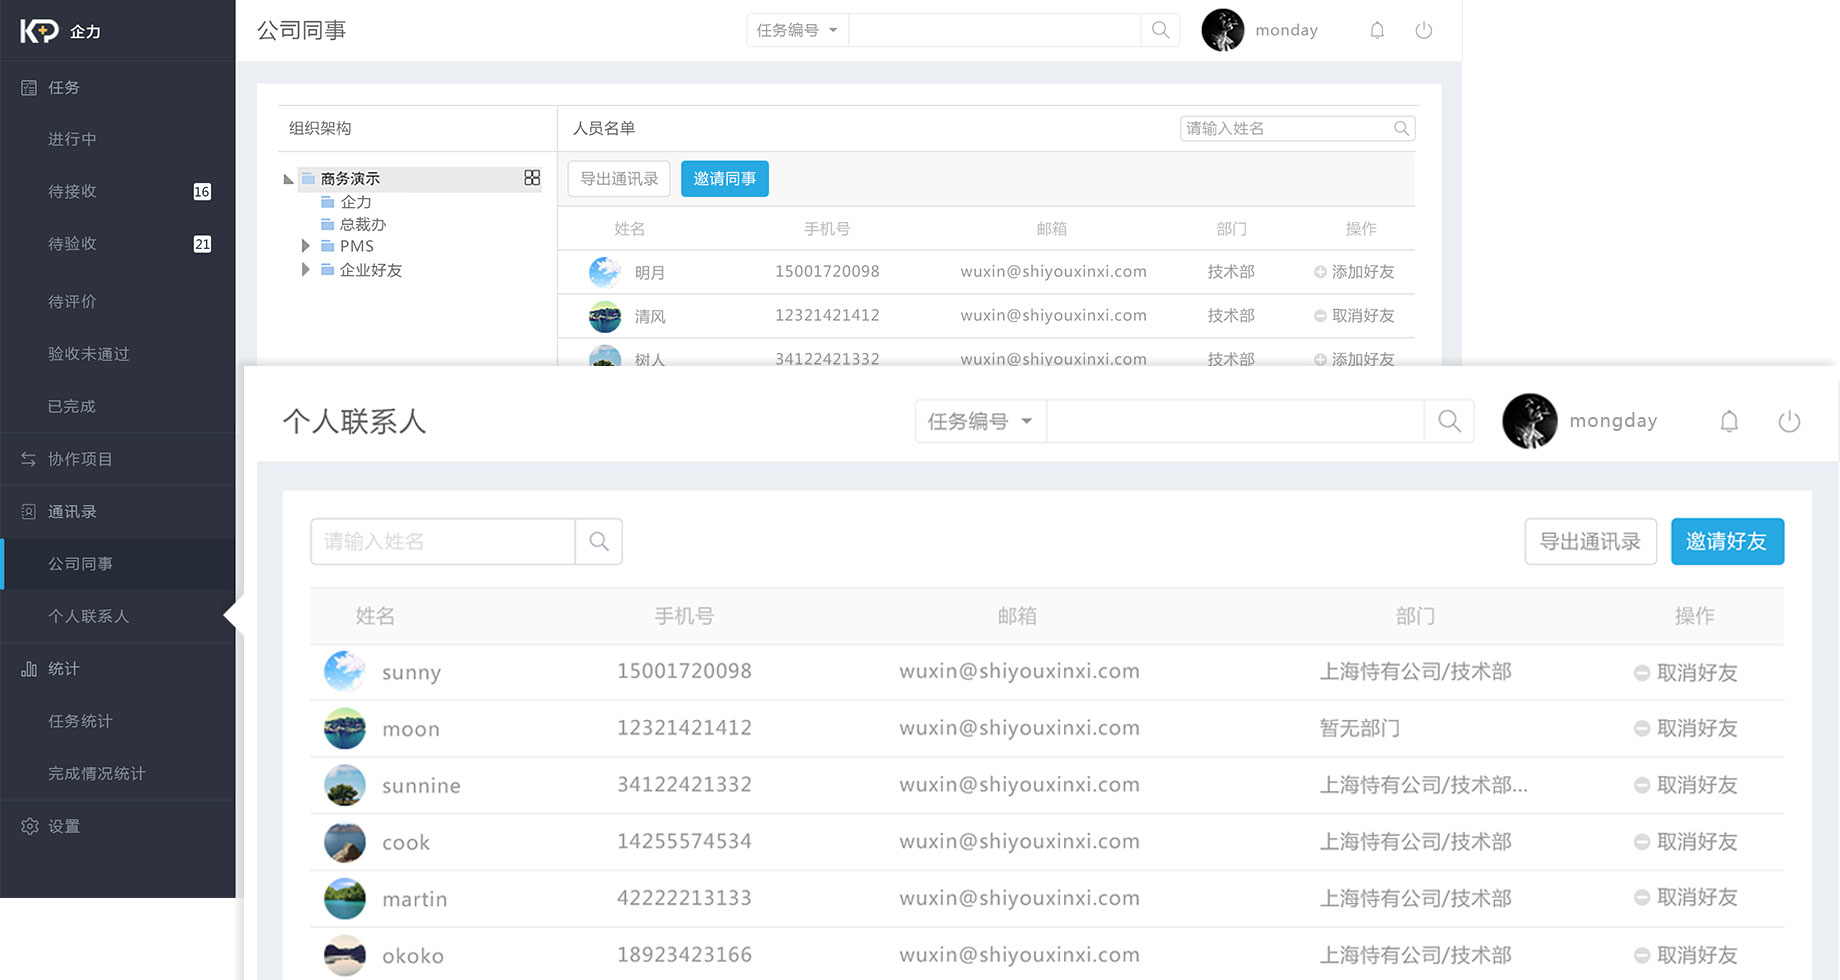 KP 企力
任务
进行中
待接收 16
待验收 21
待评价
验收未通过
已完成
协作项目
通讯录
公司同事
个人联系人
统计
任务统计
完成情况统计
设置
公司同事 任务编号 monday
组织架构 人员名单 请输入姓名
商务演示
企力
总裁办
PMS
企业好友
导出通讯录 邀请同事
姓名 手机号 邮箱 部门 操作
明月 15001720098 wuxin@shiyouxinxi.com 技术部 添加好友
清风 12321421412 wuxin@shiyouxinxi.com 技术部 取消好友
树人 34122421332 wuxin@shiyouxinxi.com 技术部 添加好友
个人联系人 任务编号 mongday
请输入姓名 导出通讯录 邀请好友
姓名 手机号 邮箱 部门 操作
sunny 15001720098 wuxin@shiyouxinxi.com 上海恃有公司/技术部 取消好友
moon 12321421412 wuxin@shiyouxinxi.com 暂无部门 取消好友
sunnine 34122421332 wuxin@shiyouxinxi.com 上海恃有公司/技术部... 取消好友
cook 14255574534 wuxin@shiyouxinxi.com 上海恃有公司/技术部 取消好友
martin 42222213133 wuxin@shiyouxinxi.com 上海恃有公司/技术部 取消好友
okoko 18923423166 wuxin@shiyouxinxi.com 上海恃有公司/技术部 取消好友